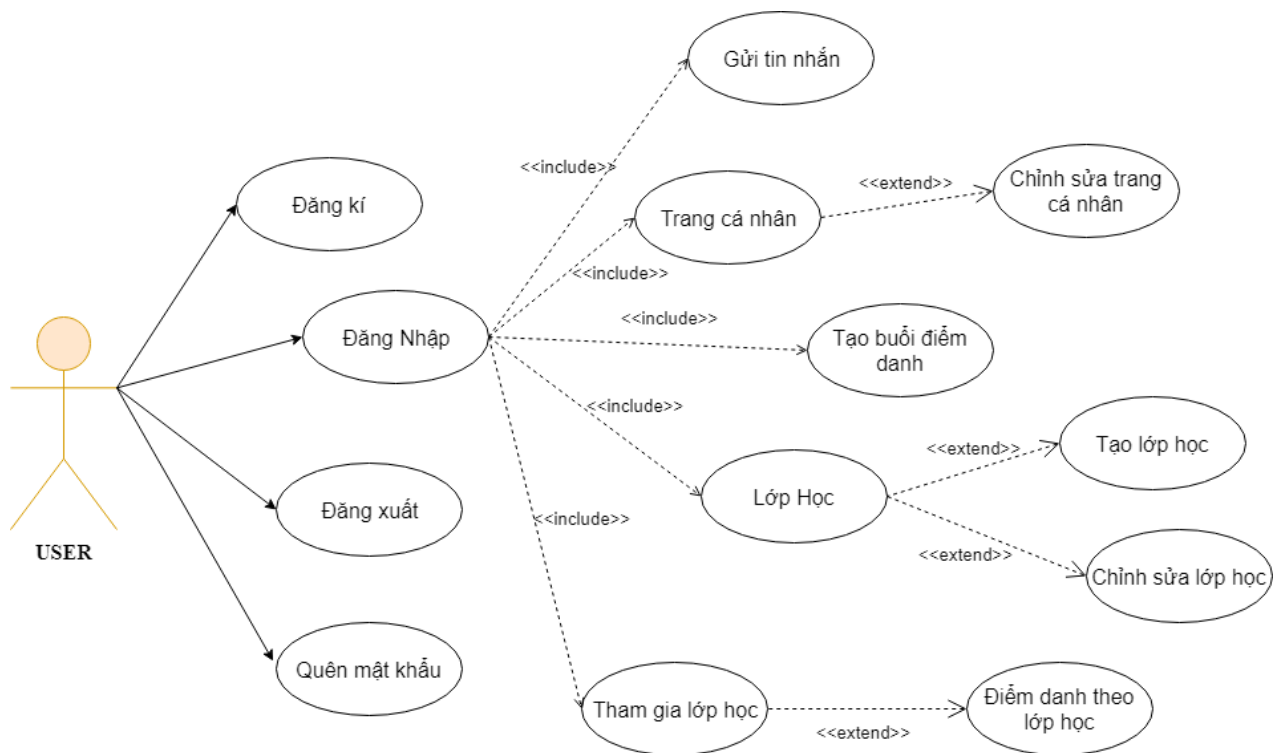 Gửi tin nhắn
<<include>>
Đăng kí
Trang cá nhân
<<extend>>
Chỉnh sửa trang
cá nhân
<<include>>
Đăng Nhập
<<include>>
Tạo buổi điểm
danh
<<include>>
USER
Đăng xuất
<<include>>
Lớp Học
<<extend>>
Tạo lớp học
<<extend>>
Chỉnh sửa lớp học
Quên mật khẩu
Tham gia lớp học
<<extend>>
Điểm danh theo
lớp học